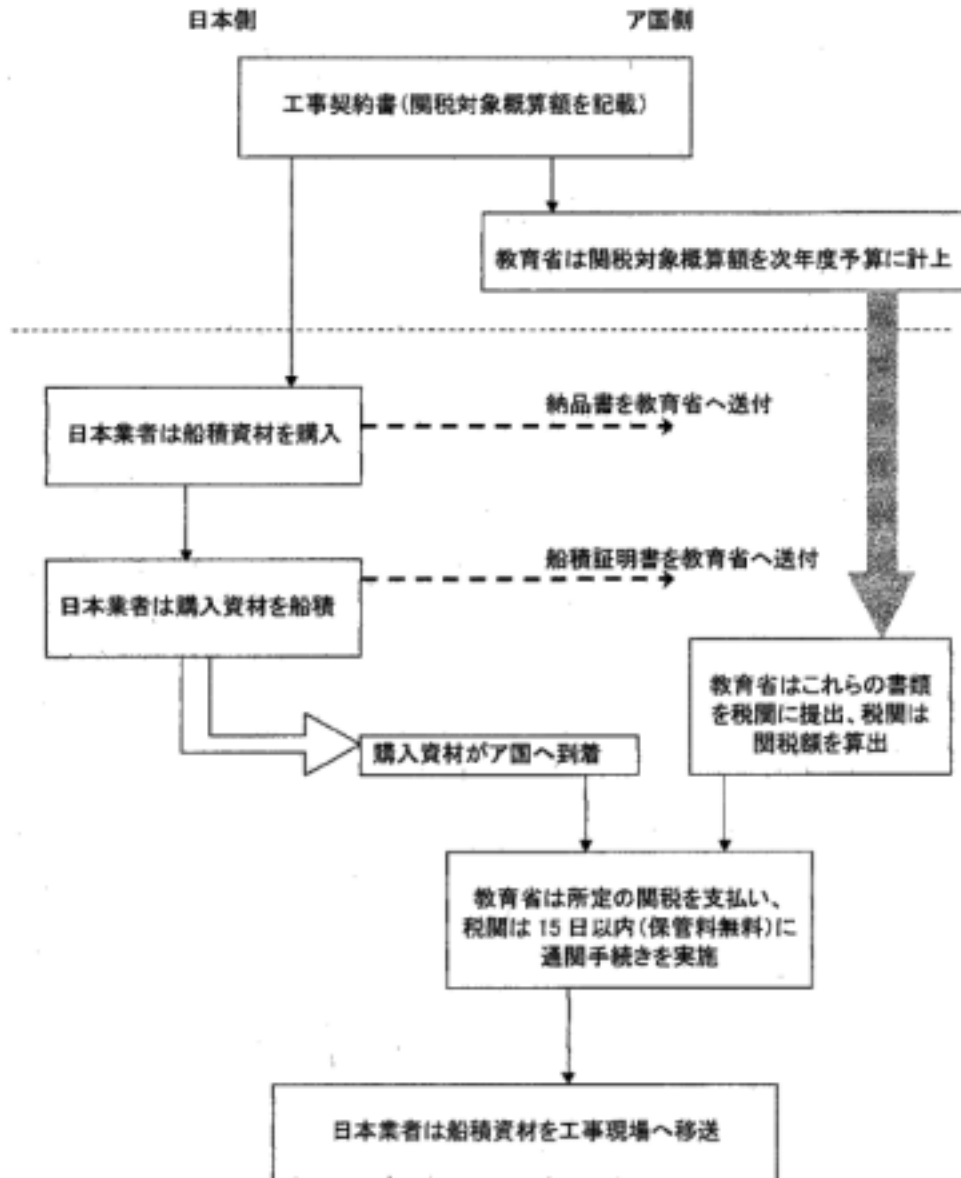 日本側
ア国側
工事契約書(関税対象概算額を記載)
教育省は関税対象概算額を次年度予算に計上
納品書を教育省へ送付
日本業者は船積資材を購入
船積証明書を教育省へ送付
日本業者は購入資材を船積
教育省はこれらの書類
を税関に提出、税関は
関税額を算出
購入資材がア国へ到着
教育省は所定の関税を支払い、
税関は15日以内(保管料無料)に
通関手続きを実施
日本業者は船積資材を工事現場へ移送